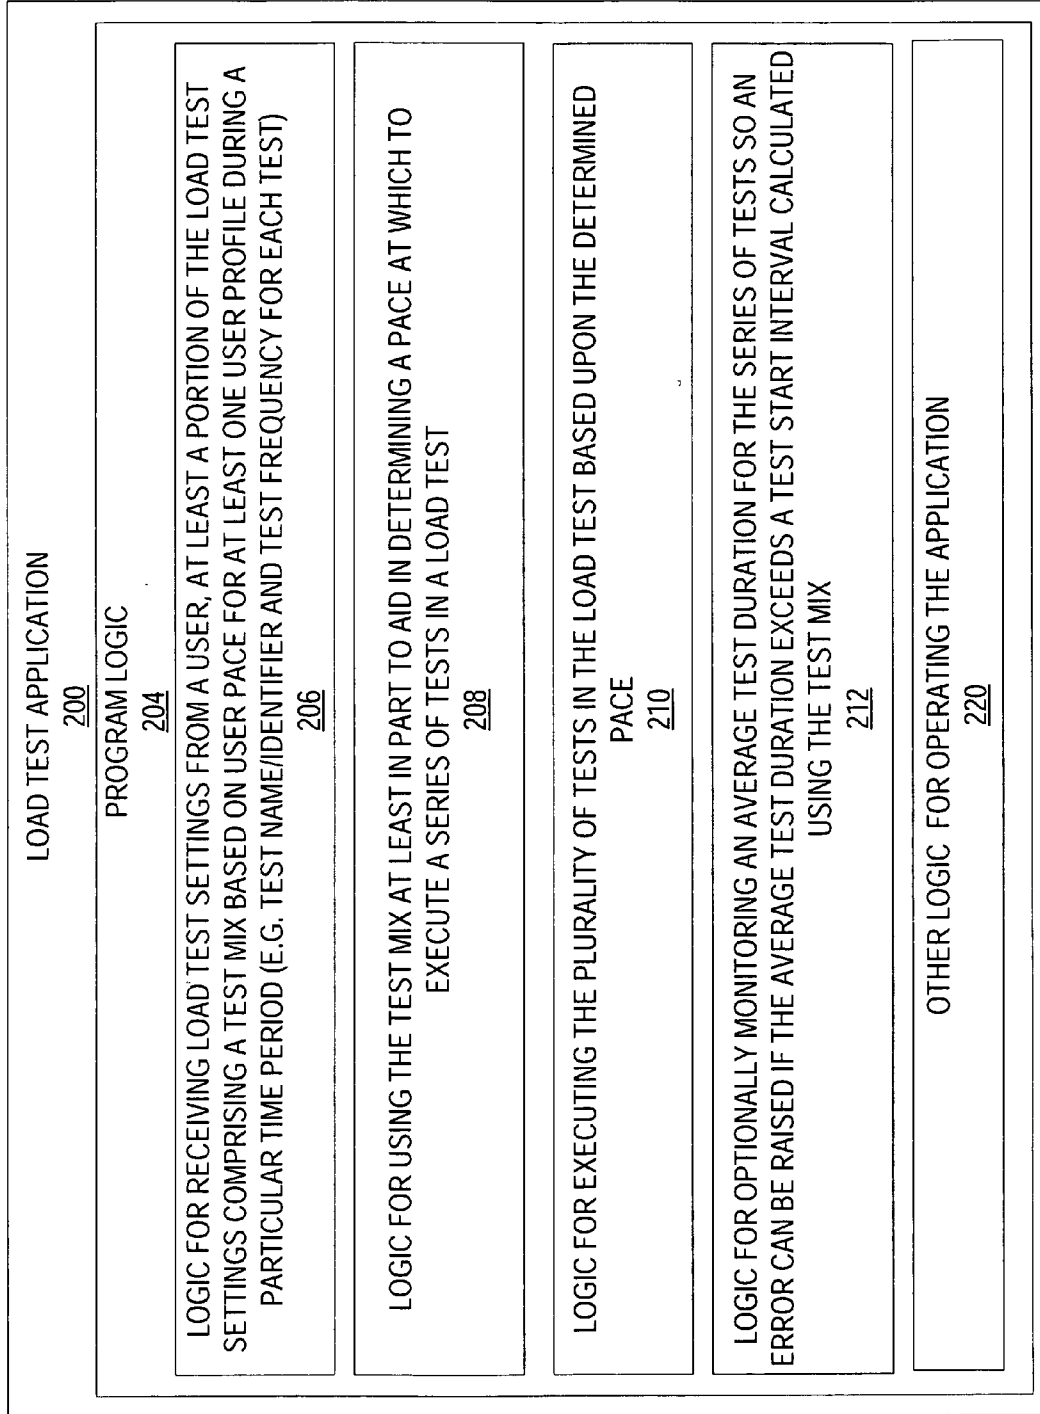 LOAD TEST APPLICATION
200
PROGRAM LOGIC
204
LOGIC FOR RECEIVING LOAD TEST SETTINGS FROM A USER, AT LEAST A PORTION OF THE LOAD TEST
SETTINGS COMPRISING A TEST MIX BASED ON USER PACE FOR AT LEAST ONE USER PROFILE DURING A
PARTICULAR TIME PERIOD (E.G. TEST NAME/IDENTIFIER AND TEST FREQUENCY FOR EACH TEST)
206
LOGIC FOR USING THE TEST MIX AT LEAST IN PART TO AID IN DETERMINING A PACE AT WHICH TO
EXECUTE A SERIES OF TESTS IN A LOAD TEST
208
LOGIC FOR EXECUTING THE PLURALITY OF TESTS IN THE LOAD TEST BASED UPON THE DETERMINED
PACE
210
LOGIC FOR OPTIONALLY MONITORING AN AVERAGE TEST DURATION FOR THE SERIES OF TESTS SO AN
ERROR CAN BE RAISED IF THE AVERAGE TEST DURATION EXCEEDS A TEST START INTERVAL CALCULATED
USING THE TEST MIX
212
OTHER LOGIC FOR OPERATING THE APPLICATION
220